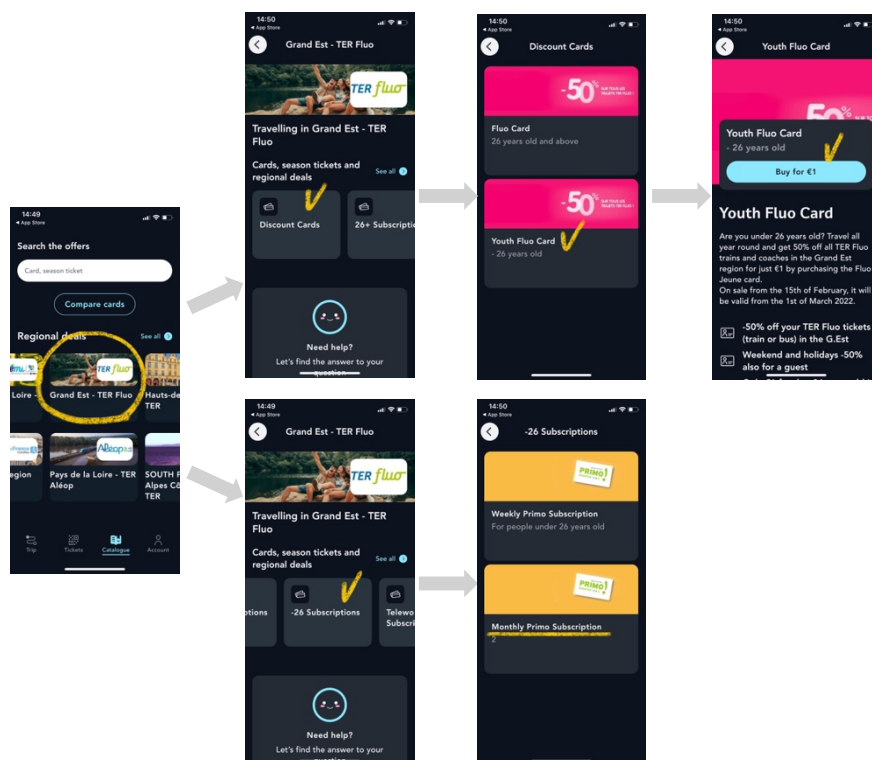 14:49
App Store
Search the offers
Card, season ticket
Compare cards
Regional deals
See all
TER fluo
Loire -
Grand Est - TER Fluo
Hauts-de
TER
Aléop
egion
Pays de la Loire - TER
Aléop
SOUTH P
Alpes Cô
TER
Trip
Tickets
Catalogue
Account
14:50
App Store
Grand Est - TER Fluo
TER fluo
Travelling in Grand Est - TER
Fluo
Cards, season tickets and
regional deals
See all
Discount Cards
26+ Subscriptio
Need help?
Let's find the answer to your
question
14:50
App Store
Discount Cards
-50%
Fluo Card
26 years old and above
-50%
Youth Fluo Card
- 26 years old
14:50
App Store
Youth Fluo Card
Youth Fluo Card
- 26 years old
Buy for €1
Youth Fluo Card
Are you under 26 years old? Travel all
year round and get 50% off all TER Fluo
trains and coaches in the Grand Est
region for just €1 by purchasing the Fluo
Jeune card.
On sale from the 15th of February, it will
be valid from the 1st of March 2022.
-50% off your TER Fluo tickets
(train or bus) in the G.Est
Weekend and holidays -50%
also for a guest
14:49
App Store
Grand Est - TER Fluo
TER fluo
Travelling in Grand Est - TER
Fluo
Cards, season tickets and
regional deals
See all
otions
-26 Subscriptions
Telewo
Subscri
Need help?
Let's find the answer to your
14:50
App Store
-26 Subscriptions
PRIMO
Weekly Primo Subscription
For people under 26 years old
PRIMO
Monthly Primo Subscription
2